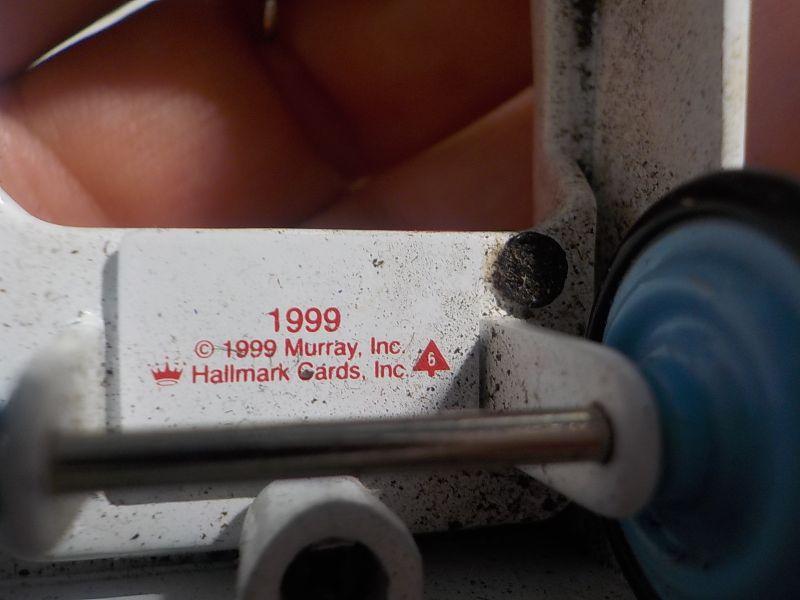 1999
© 1999 Murray, Inc.
Hallmark Cards, Inc
6